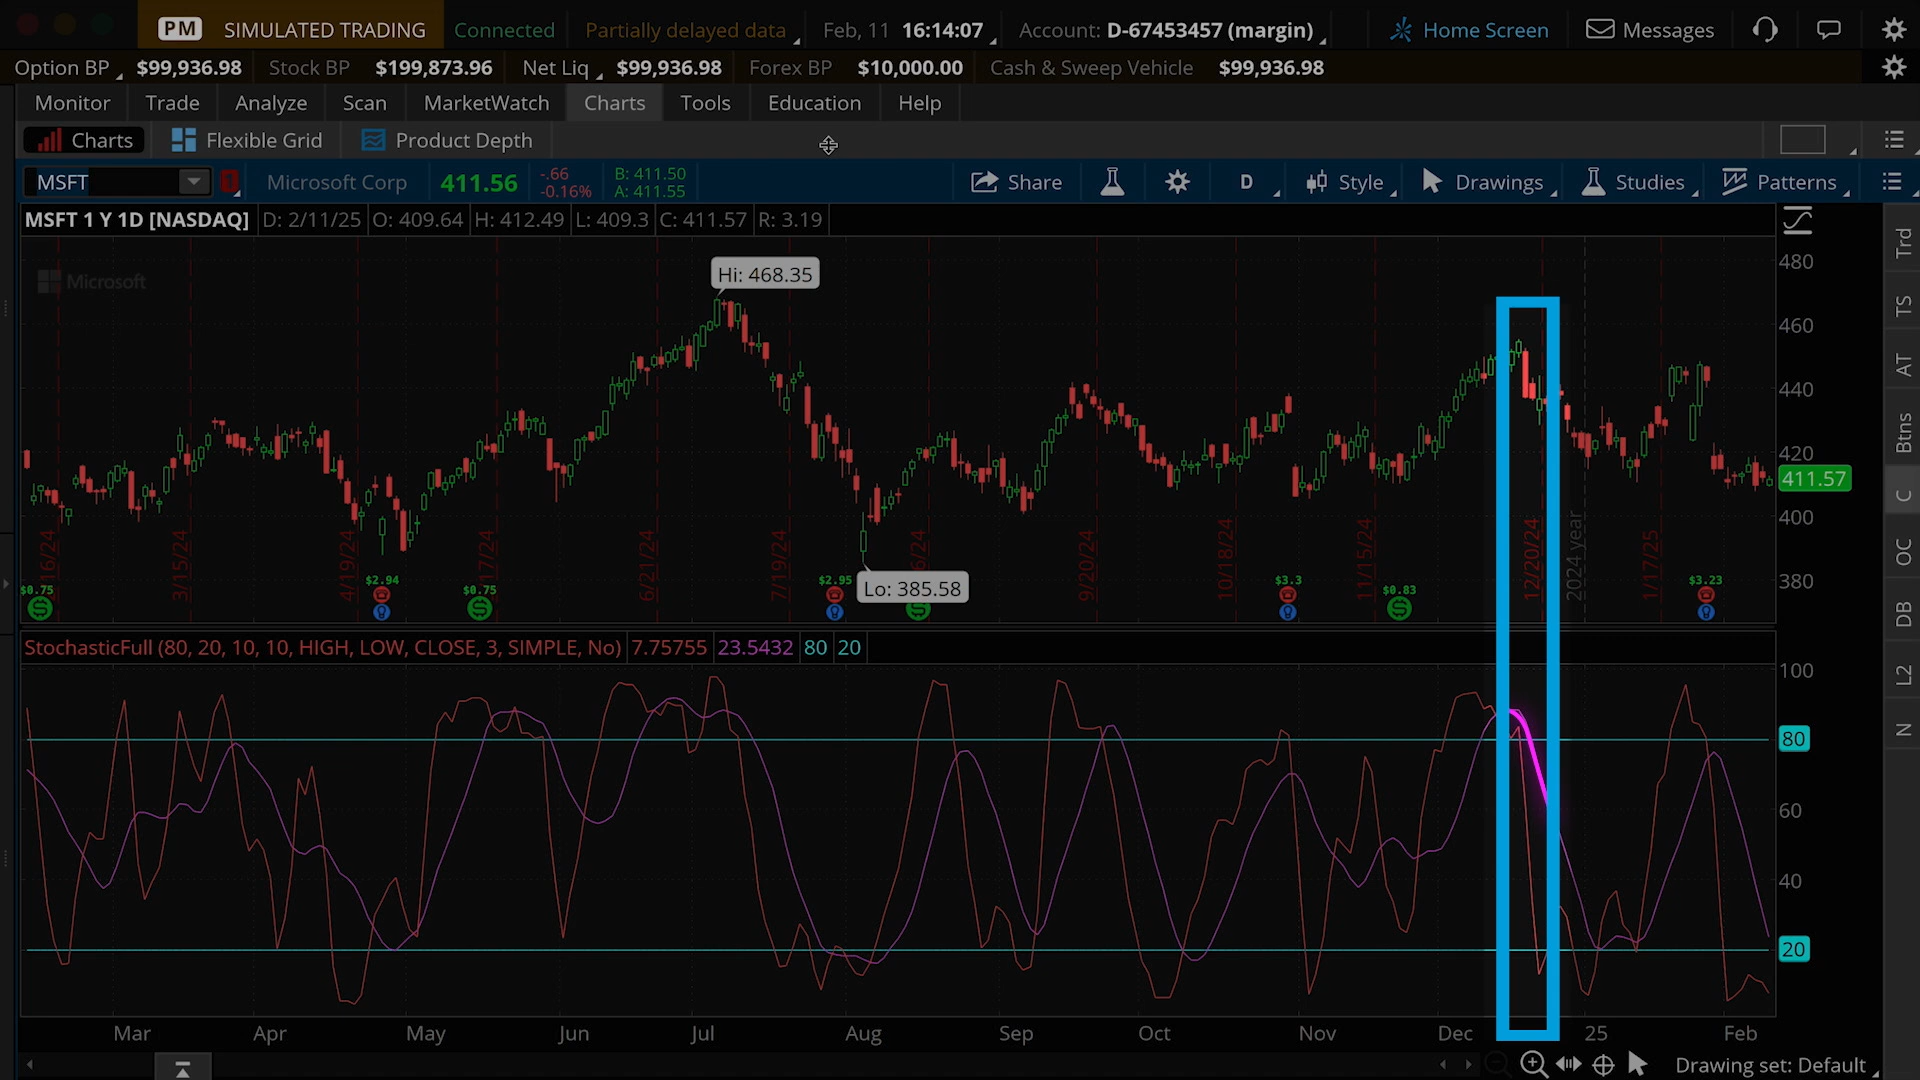 PM SIMULATED TRADING Connected Partially delayed data Feb, 11 16:14:07 Account: D-67453457 (margin) Home Screen Messages
Option BP $99,936.98 Stock BP $199,873.96 Net Liq $99,936.98 Forex BP $10,000.00 Cash & Sweep Vehicle $99,936.98
Monitor Trade Analyze Scan MarketWatch Charts Tools Education Help
Charts Flexible Grid Product Depth
MSFT 1 Microsoft Corp 411.56 -.66 B: 411.50 Share D Style Drawings Studies Patterns
-0.16% A: 411.55
MSFT 1 Y 1D [NASDAQ] D: 2/11/25 O: 409.64 H: 412.49 L: 409.3 C: 411.57 R: 3.19
Trd
TS
AT
Btns
C
OC
DB
L2
N
Microsoft
Hi: 468.35
480
460
440
420
411.57
400
380
16/24 3/15/24 4/19/24 17/24 6/21/24 7/19/24 6/24 9/20/24 10/18/24 11/15/24 12/20/24 2024 year 1/17/25
$0.75 $2.94 $0.75 $2.95 $3.3 $0.83 $3.23
Lo: 385.58
StochasticFull (80, 20, 10, 10, HIGH, LOW, CLOSE, 3, SIMPLE, No) 7.75755 23.5432 80 20
100
80
60
40
20
Mar Apr May Jun Jul Aug Sep Oct Nov Dec 25 Feb
Drawing set: Default